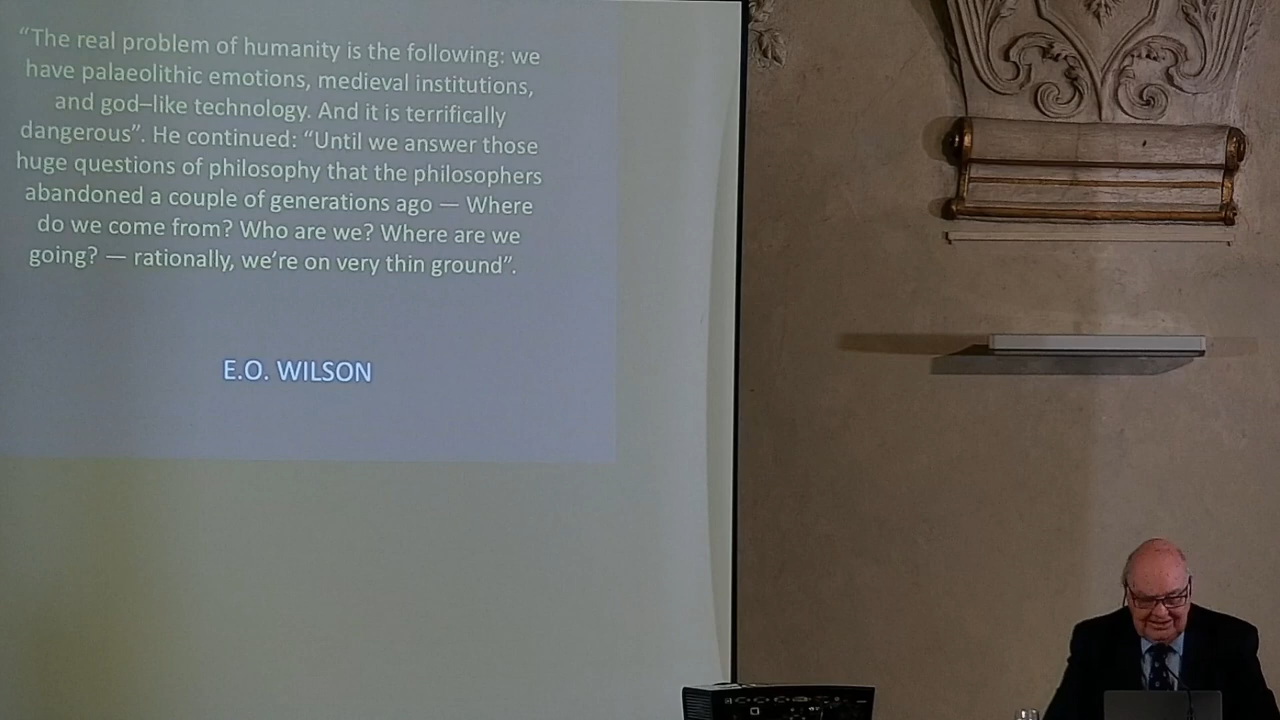 “The real problem of humanity is the following: we
have palaeolithic emotions, medieval institutions,
and god–like technology. And it is terrifically
dangerous”. He continued: “Until we answer those
huge questions of philosophy that the philosophers
abandoned a couple of generations ago — Where
do we come from? Who are we? Where are we
going? — rationally, we’re on very thin ground”.
E.O. WILSON